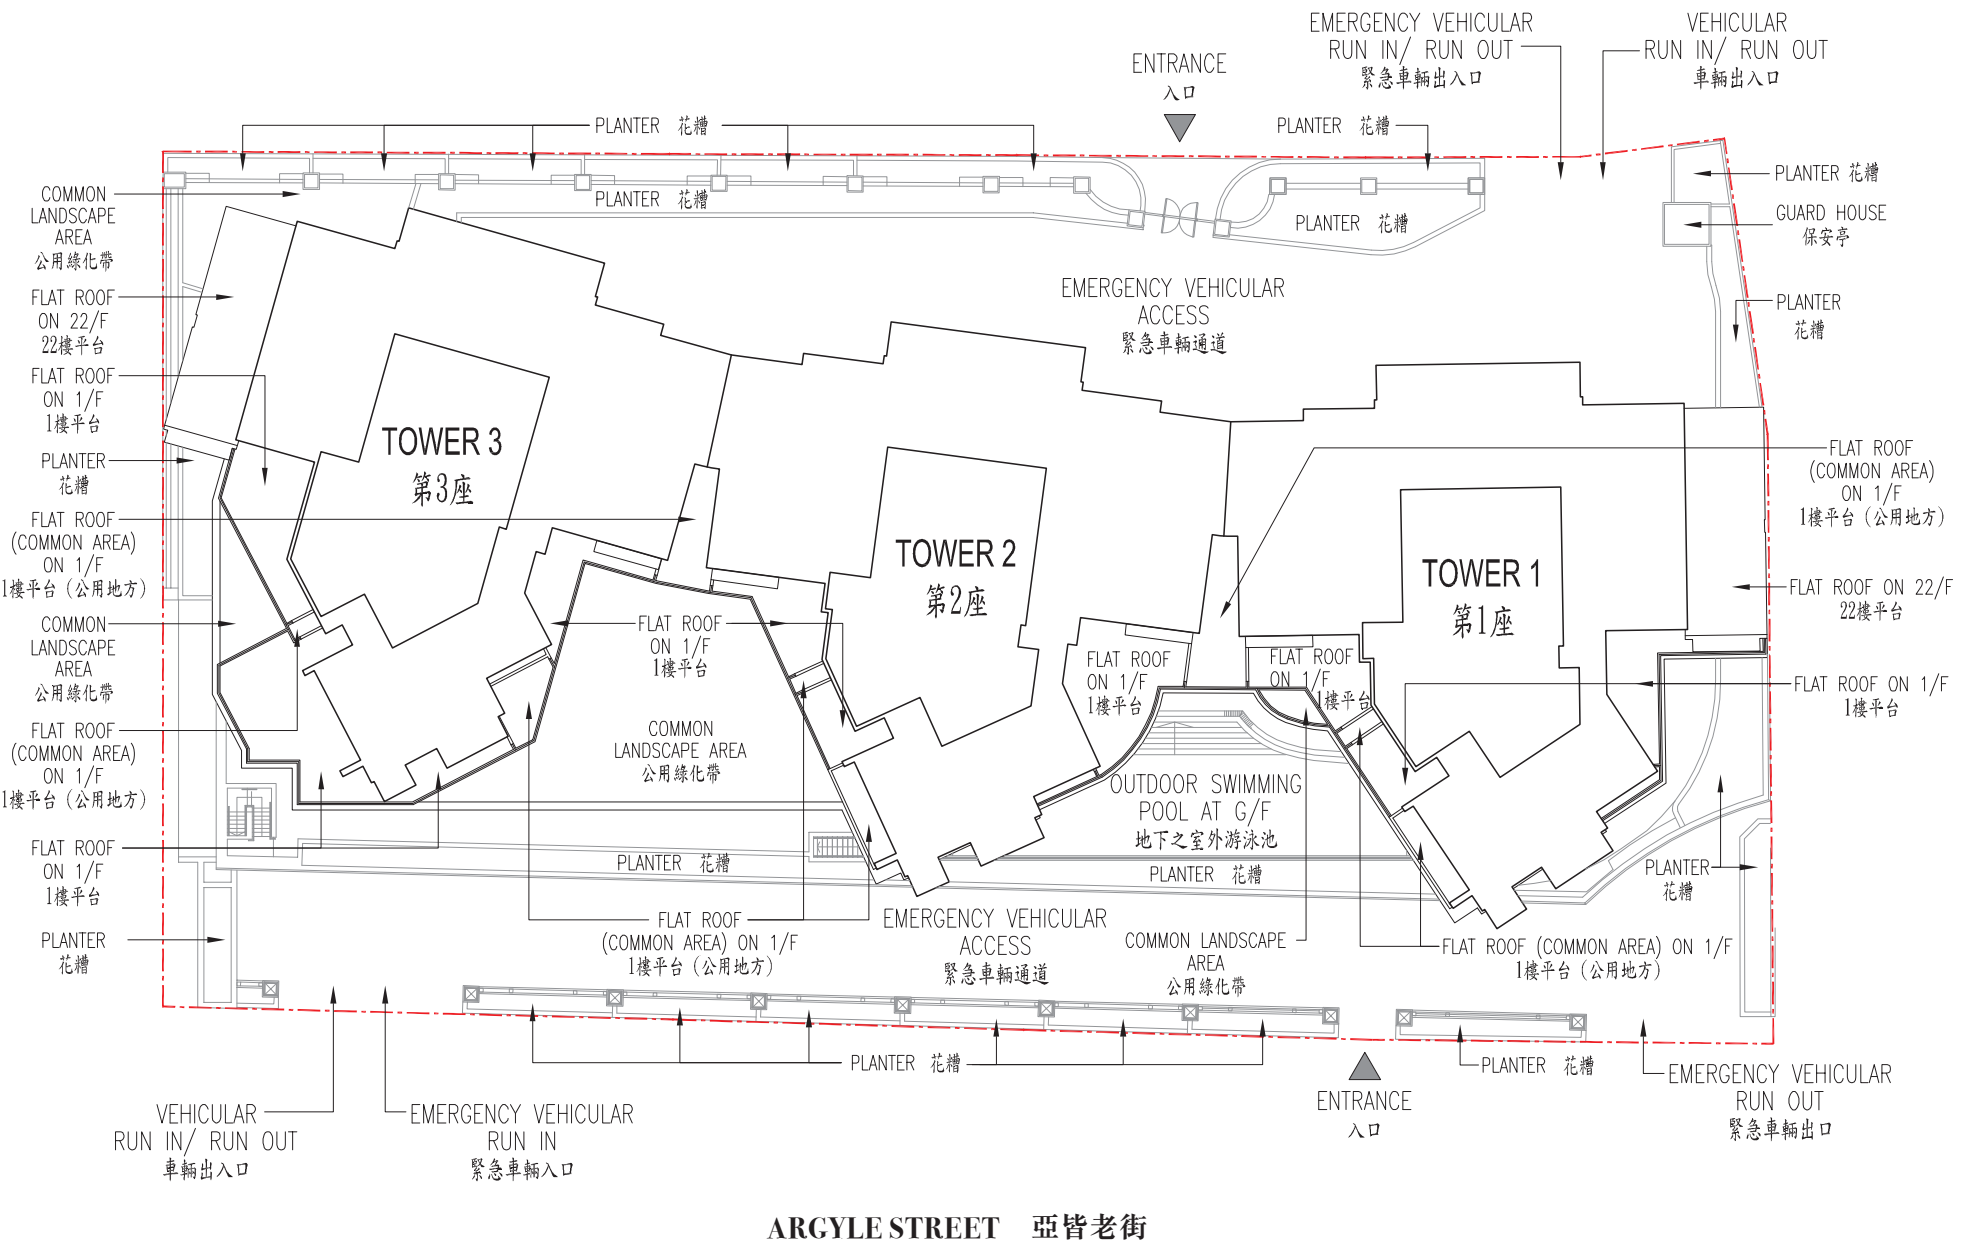 EMERGENCY VEHICULAR
RUN IN/ RUN OUT
緊急車輛出入口
VEHICULAR
RUN IN/ RUN OUT
車輛出入口
ENTRANCE
入口
PLANTER 花糟
PLANTER 花糟
PLANTER 花糟
PLANTER 花糟
PLANTER 花糟
GUARD HOUSE
保安亭
PLANTER
花糟
COMMON
LANDSCAPE
AREA
公用綠化帶
FLAT ROOF
ON 22/F
22樓平台
FLAT ROOF
ON 1/F
1樓平台
PLANTER
花糟
FLAT ROOF
(COMMON AREA)
ON 1/F
1樓平台 (公用地方)
COMMON
LANDSCAPE
AREA
公用綠化帶
FLAT ROOF
(COMMON AREA)
ON 1/F
1樓平台 (公用地方)
FLAT ROOF
ON 1/F
1樓平台
PLANTER
花糟
EMERGENCY VEHICULAR
ACCESS
緊急車輛通道
TOWER 3
第3座
TOWER 2
第2座
TOWER 1
第1座
FLAT ROOF
(COMMON AREA)
ON 1/F
1樓平台 (公用地方)
FLAT ROOF ON 22/F
22樓平台
FLAT ROOF ON 1/F
1樓平台
FLAT ROOF
ON 1/F
1樓平台
FLAT ROOF
ON 1/F
1樓平台
FLAT ROOF
ON 1/F
1樓平台
COMMON
LANDSCAPE AREA
公用綠化帶
OUTDOOR SWIMMING
POOL AT G/F
地下之室外游泳池
PLANTER 花糟
PLANTER 花糟
PLANTER
花糟
FLAT ROOF
(COMMON AREA) ON 1/F
1樓平台 (公用地方)
EMERGENCY VEHICULAR
ACCESS
緊急車輛通道
COMMON LANDSCAPE
AREA
公用綠化帶
FLAT ROOF (COMMON AREA) ON 1/F
1樓平台 (公用地方)
PLANTER 花糟
PLANTER 花糟
ENTRANCE
入口
VEHICULAR
RUN IN/ RUN OUT
車輛出入口
EMERGENCY VEHICULAR
RUN IN
緊急車輛入口
EMERGENCY VEHICULAR
RUN OUT
緊急車輛出口
ARGYLE STREET 亞皆老街